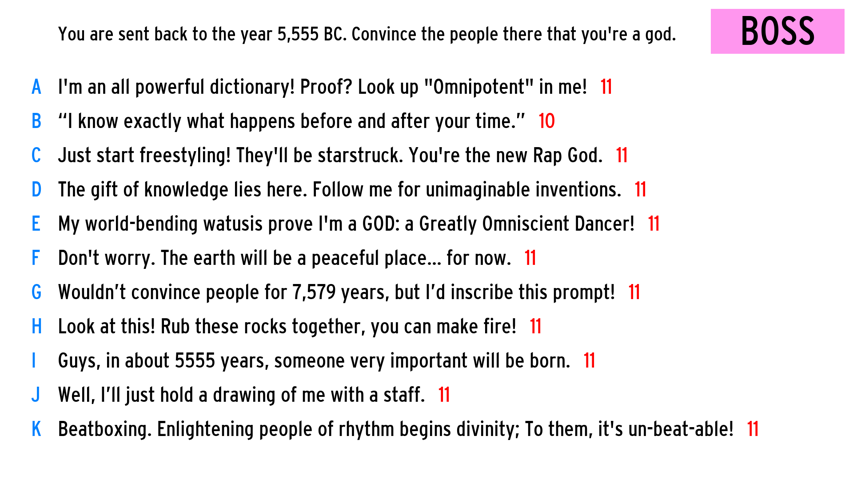 You are sent back to the year 5,555 BC. Convince the people there that you're a god.
BOSS
A I'm an all powerful dictionary! Proof? Look up "Omnipotent" in me! 11
B “I know exactly what happens before and after your time.” 10
C Just start freestyling! They'll be starstruck. You're the new Rap God. 11
D The gift of knowledge lies here. Follow me for unimaginable inventions. 11
E My world-bending watusis prove I'm a GOD: a Greatly Omniscient Dancer! 11
F Don't worry. The earth will be a peaceful place... for now. 11
G Wouldn’t convince people for 7,579 years, but I’d inscribe this prompt! 11
H Look at this! Rub these rocks together, you can make fire! 11
I Guys, in about 5555 years, someone very important will be born. 11
J Well, I’ll just hold a drawing of me with a staff. 11
K Beatboxing. Enlightening people of rhythm begins divinity; To them, it's un-beat-able! 11